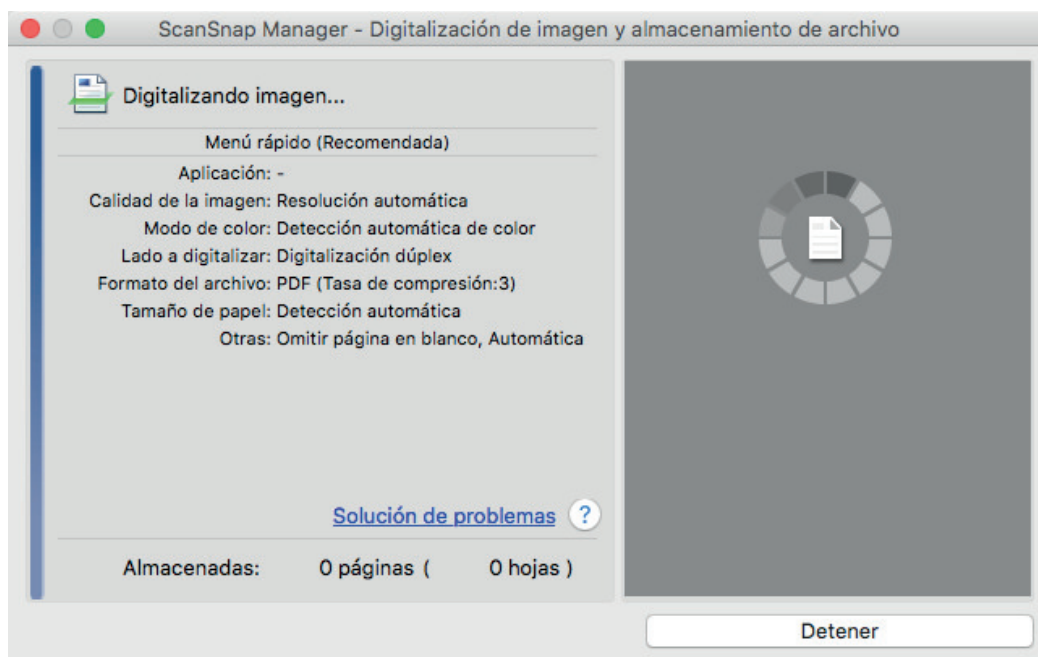 ScanSnap Manager - Digitalización de imagen y almacenamiento de archivo
Digitalizando imagen...
Menú rápido (Recomendada)
Aplicación: -
Calidad de la imagen: Resolución automática
Modo de color: Detección automática de color
Lado a digitalizar: Digitalización dúplex
Formato del archivo: PDF (Tasa de compresión:3)
Tamaño de papel: Detección automática
Otras: Omitir página en blanco, Automática
Solución de problemas ?
Almacenadas: 0 páginas ( 0 hojas )
Detener